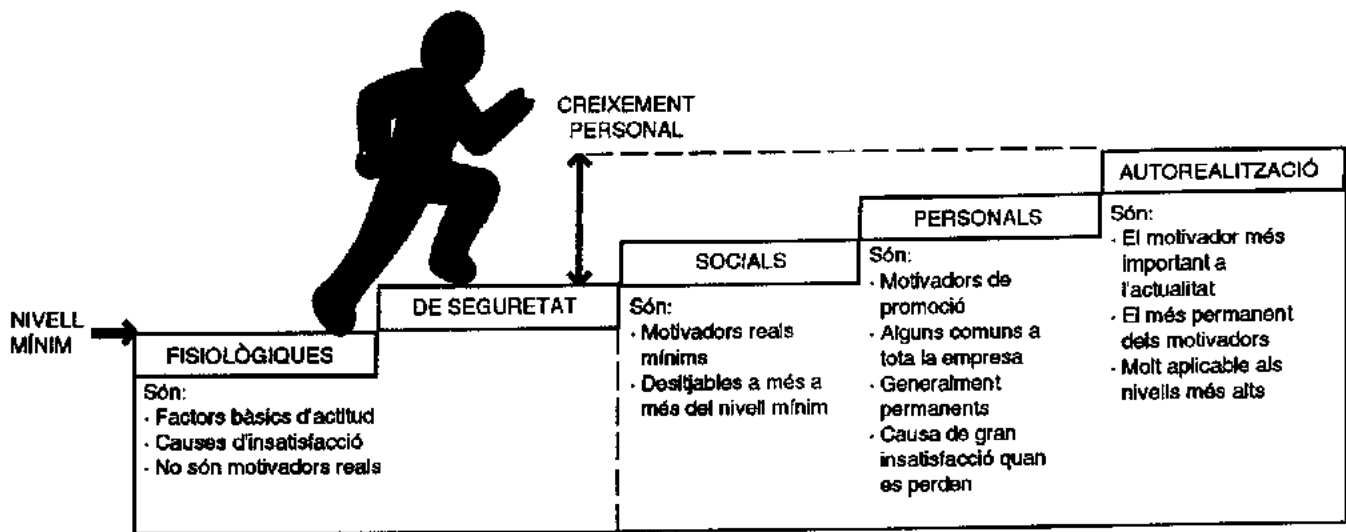 CREIXEMENT
PERSONAL
NIVELL
MÍNIM
FISIOLÒGIQUES
Són:
· Factors bàsics d'actitud
· Causes d'insatisfacció
· No són motivadors reals
DE SEGURETAT
SOCIALS
Són:
· Motivadors reals
mínims
· Desitjables a més a
més del nivell mínim
PERSONALS
Són:
· Motivadors de
promoció
· Alguns comuns a
tota la empresa
· Generalment
permanents
· Causa de gran
insatisfacció quan
es perden
AUTOREALITZACIÓ
Són:
· El motivador més
important a
l'actualitat
· El més permanent
dels motivadors
· Molt aplicable als
nivells més alts